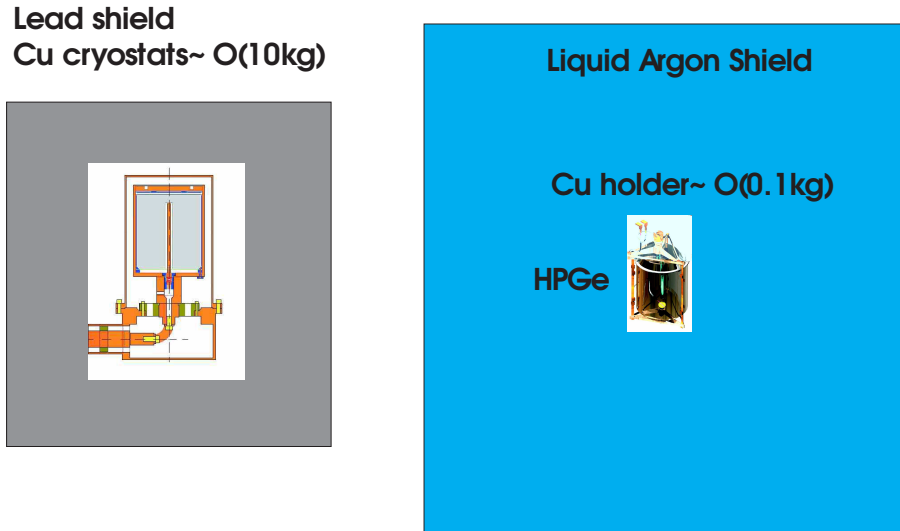 Lead shield
Cu cryostats~ O(10kg)
Liquid Argon Shield
Cu holder~ O(0.1kg)
HPGe